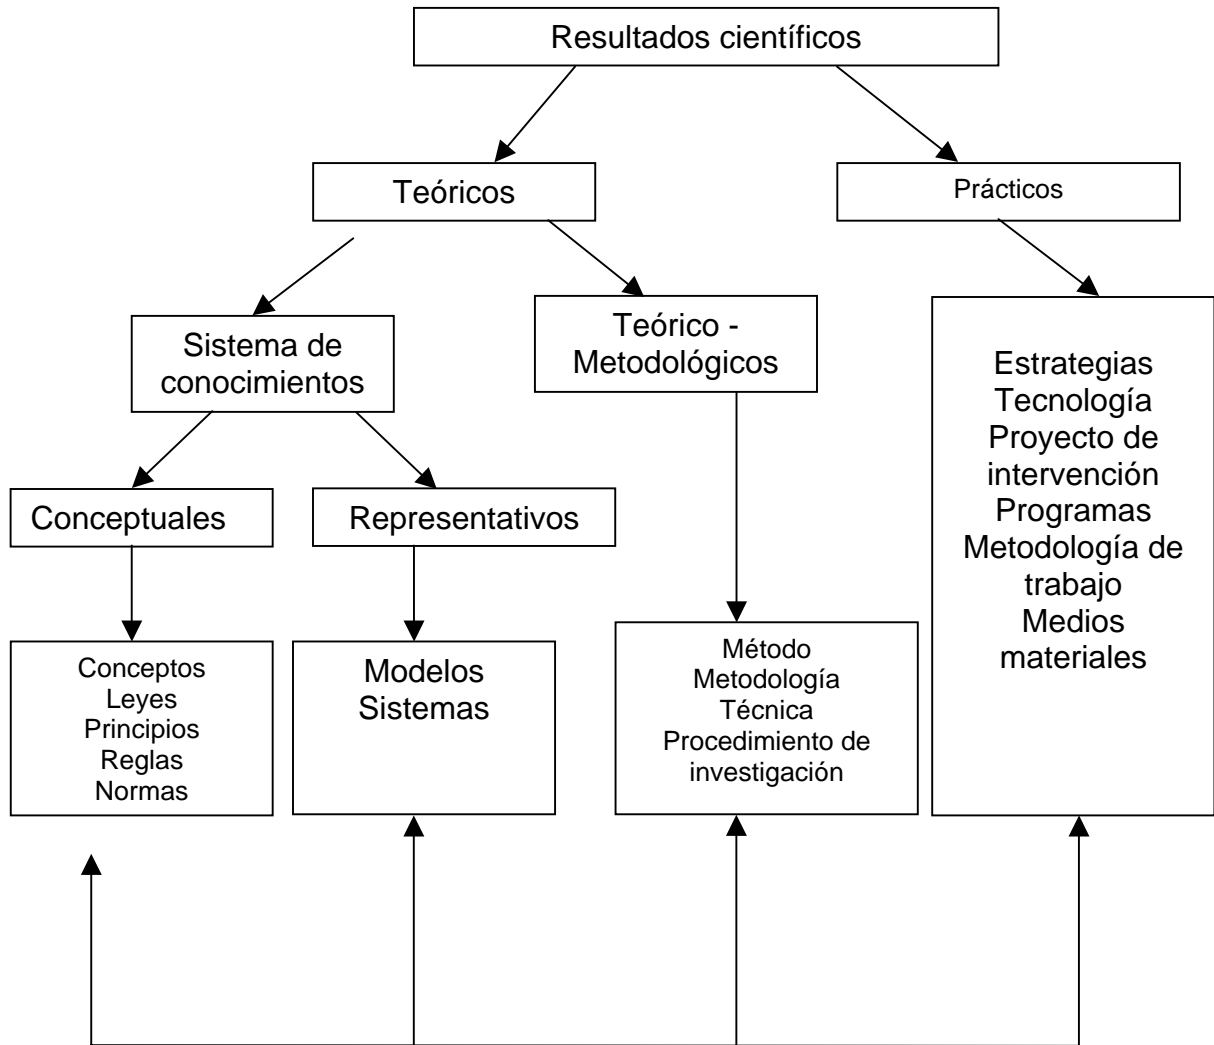 Resultados científicos
Teóricos
Prácticos
Sistema de
conocimientos
Teórico -
Metodológicos
Estrategias
Tecnología
Proyecto de
intervención
Programas
Metodología de
trabajo
Medios
materiales
Conceptuales
Representativos
Conceptos
Leyes
Principios
Reglas
Normas
Modelos
Sistemas
Método
Metodología
Técnica
Procedimiento de
investigación